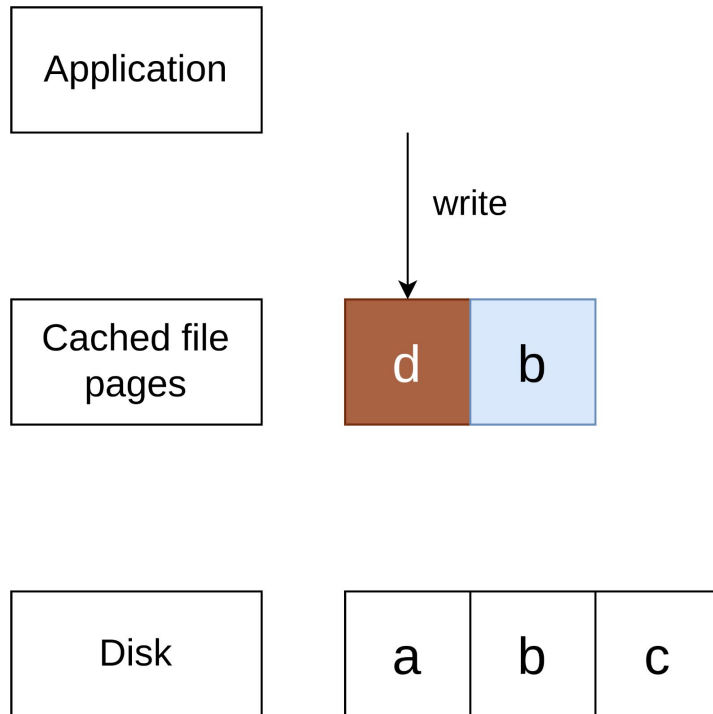 Application
write
Cached file
pages
d b
Disk
a b c